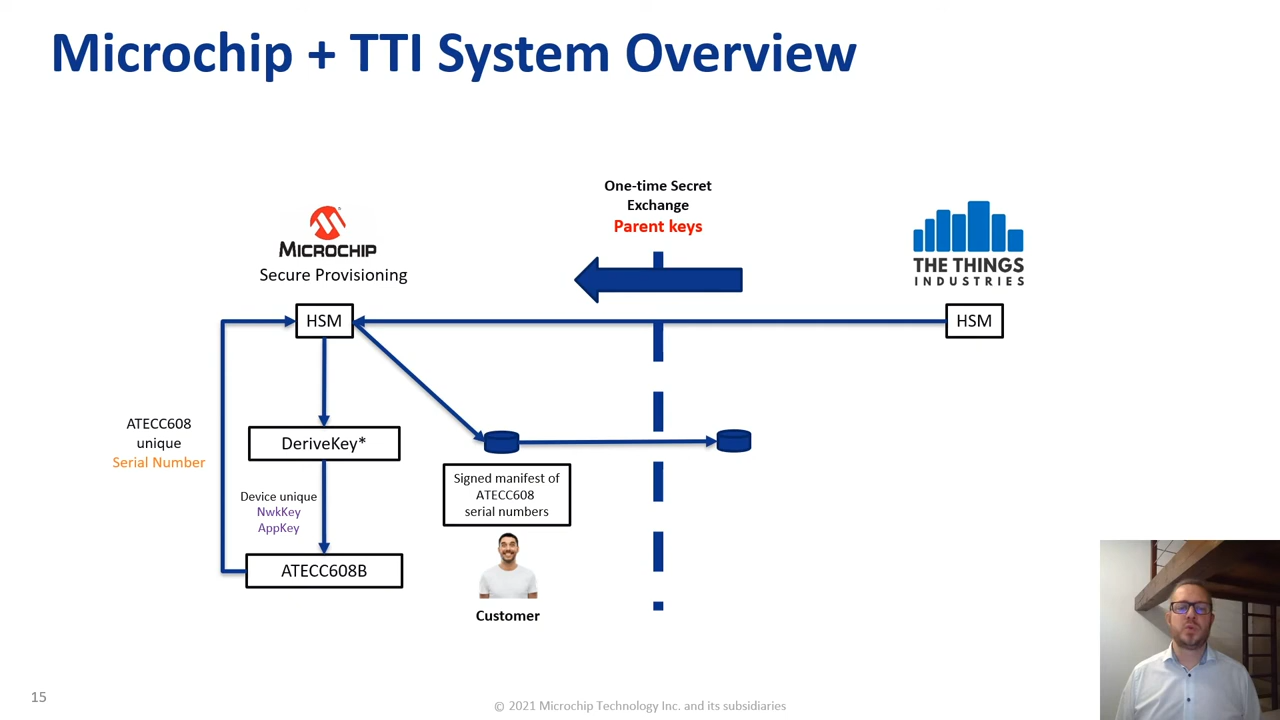 Microchip + TTI System Overview
One-time Secret
Exchange
Parent keys
MICROCHIP
Secure Provisioning
THE THINGS
INDUSTRIES
HSM
HSM
ATECC608
unique
Serial Number
DeriveKey*
Device unique
NwkKey
AppKey
ATECC608B
Signed manifest of
ATECC608
serial numbers
Customer
15
© 2021 Microchip Technology Inc. and its subsidiaries